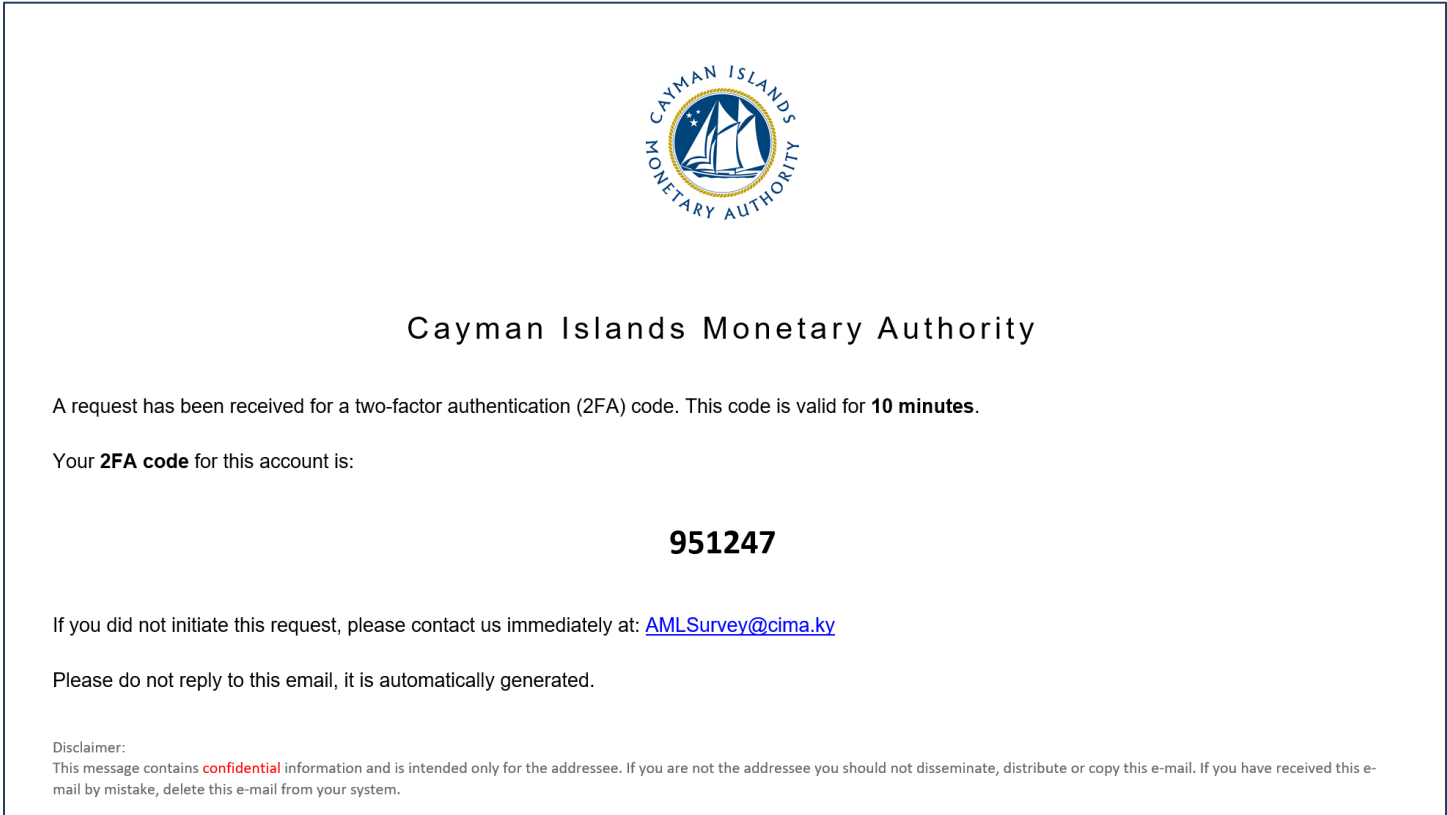 CAYMAN ISLANDS
MONETARY AUTHORITY
Cayman Islands Monetary Authority
A request has been received for a two-factor authentication (2FA) code. This code is valid for 10 minutes.
Your 2FA code for this account is:
951247
If you did not initiate this request, please contact us immediately at: AMLSurvey@cima.ky
Please do not reply to this email, it is automatically generated.
Disclaimer:
This message contains confidential information and is intended only for the addressee. If you are not the addressee you should not disseminate, distribute or copy this e-mail. If you have received this e-
mail by mistake, delete this e-mail from your system.